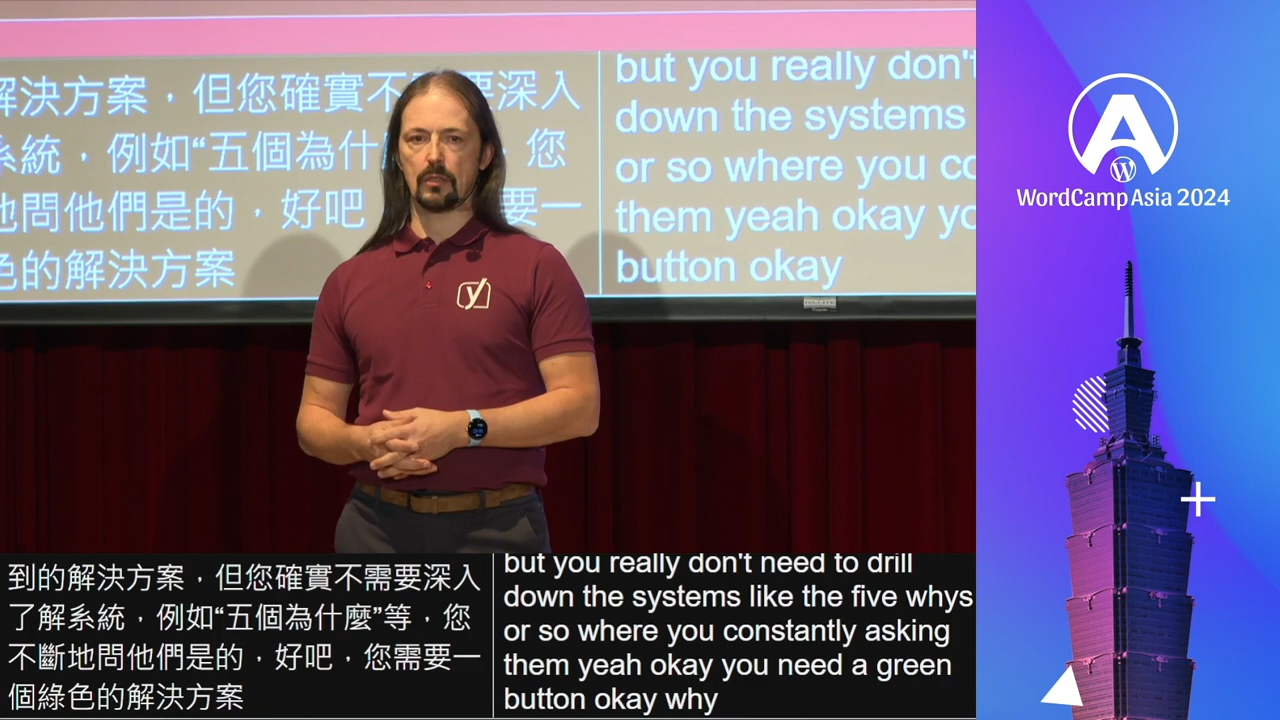 解決方案，但您確實不需要深入
系統，例如“五個為什 ，您
地問他們是的，好吧 要一
色的解決方案
but you really don't
down the systems
or so where you co
them yeah okay yo
button okay
y
WordCamp Asia 2024
到的解決方案，但您確實不需要深入
了解系統，例如“五個為什麼”等，您
不斷地問他們是的，好吧，您需要一
個綠色的解決方案
but you really don't need to drill
down the systems like the five whys
or so where you constantly asking
them yeah okay you need a green
button okay why